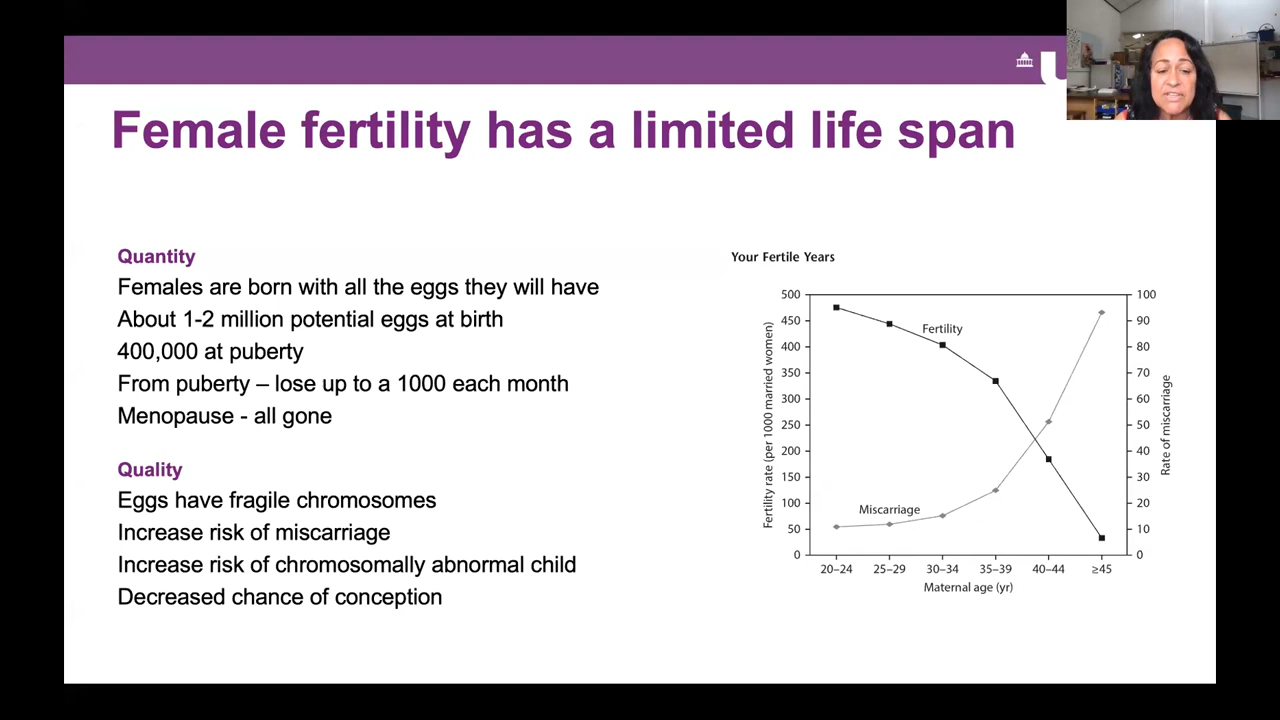 Female fertility has a limited life span
Quantity
Females are born with all the eggs they will have
About 1-2 million potential eggs at birth
400,000 at puberty
From puberty – lose up to a 1000 each month
Menopause - all gone
Quality
Eggs have fragile chromosomes
Increase risk of miscarriage
Increase risk of chromosomally abnormal child
Decreased chance of conception
Your Fertile Years
Fertility rate (per 1000 married women)
500
450
400
350
300
250
200
150
100
50
0
Fertility
Miscarriage
100
90
80
70
60
50
40
30
20
10
0
Rate of miscarriage
20–24 25–29 30–34 35–39 40–44 ≥45
Maternal age (yr)